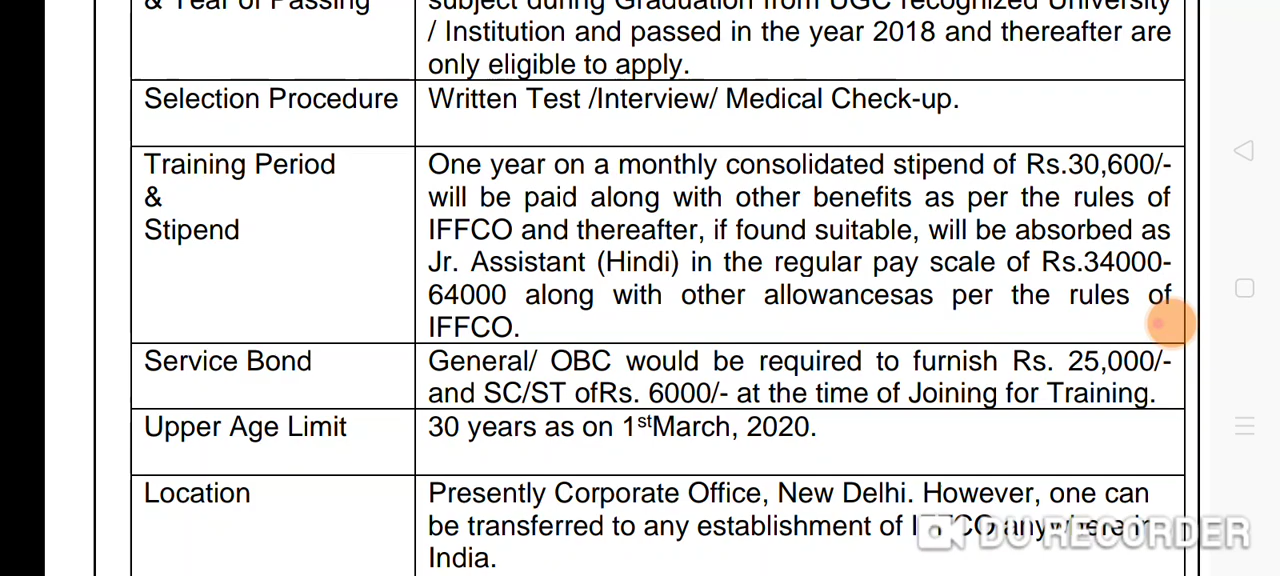 & Year of Passing
subject during Graduation from UGC recognized University
/ Institution and passed in the year 2018 and thereafter are
only eligible to apply.
Selection Procedure
Written Test /Interview/ Medical Check-up.
Training Period
&
Stipend
One year on a monthly consolidated stipend of Rs.30,600/-
will be paid along with other benefits as per the rules of
IFFCO and thereafter, if found suitable, will be absorbed as
Jr. Assistant (Hindi) in the regular pay scale of Rs.34000-
64000 along with other allowancesas per the rules of
IFFCO.
Service Bond
General/ OBC would be required to furnish Rs. 25,000/-
and SC/ST ofRs. 6000/- at the time of Joining for Training.
Upper Age Limit
30 years as on 1stMarch, 2020.
Location
Presently Corporate Office, New Delhi. However, one can
be transferred to any establishment of IFFCO anywhere in
India.
DU RECORDER